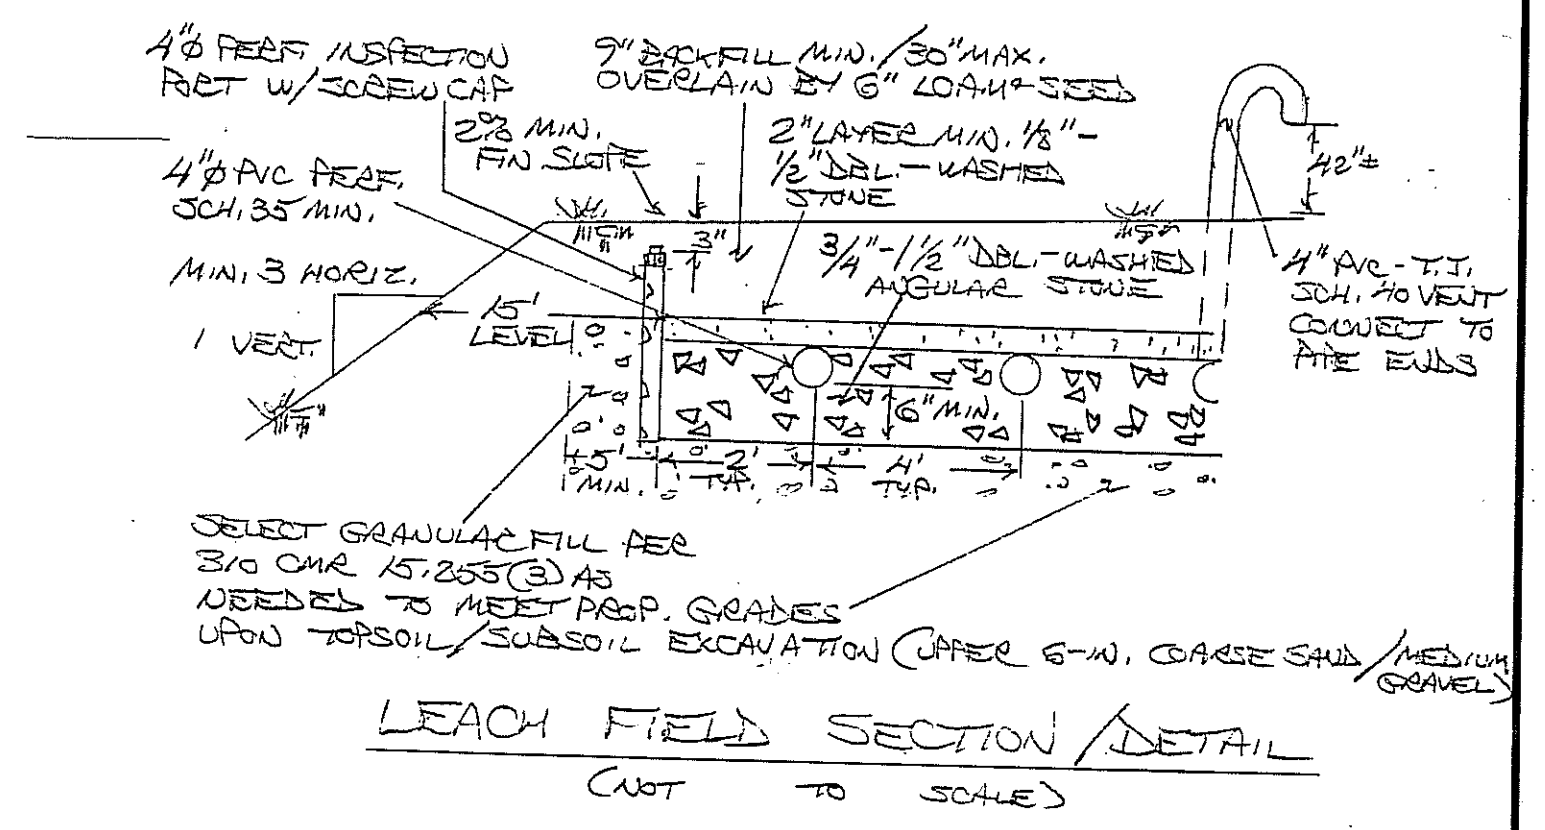 4"Ø PERF. INSPECTION
PORT W/SCREW CAP
9" BACKFILL MIN./30" MAX.
OVERLAIN BY 6" LOAM & SEED
2% MIN.
FIN SLOPE
2" LAYER MIN. 1/8"-
1/2" DBL.-WASHED
STONE
42"±
4"Ø PVC PERF.
SCH. 35 MIN.
3"
3/4"-1 1/2" DBL.-WASHED
ANGULAR STONE
4" PVC-T.J.
SCH. 40 VENT
CONNECT TO
PIPE ENDS
MIN. 3 HORIZ.
1 VERT.
15'
LEVEL
6" MIN.
5'
MIN.
2'
TYP.
4'
TYP.
SELECT GRANULAR FILL PER
310 CMR 15.255(3) AS
NEEDED TO MEET PROP. GRADES
UPON TOPSOIL/SUBSOIL EXCAVATION (UPPER 6-IN. COARSE SAND/MEDIUM
GRAVEL)
LEACH FIELD SECTION/DETAIL
(NOT TO SCALE)